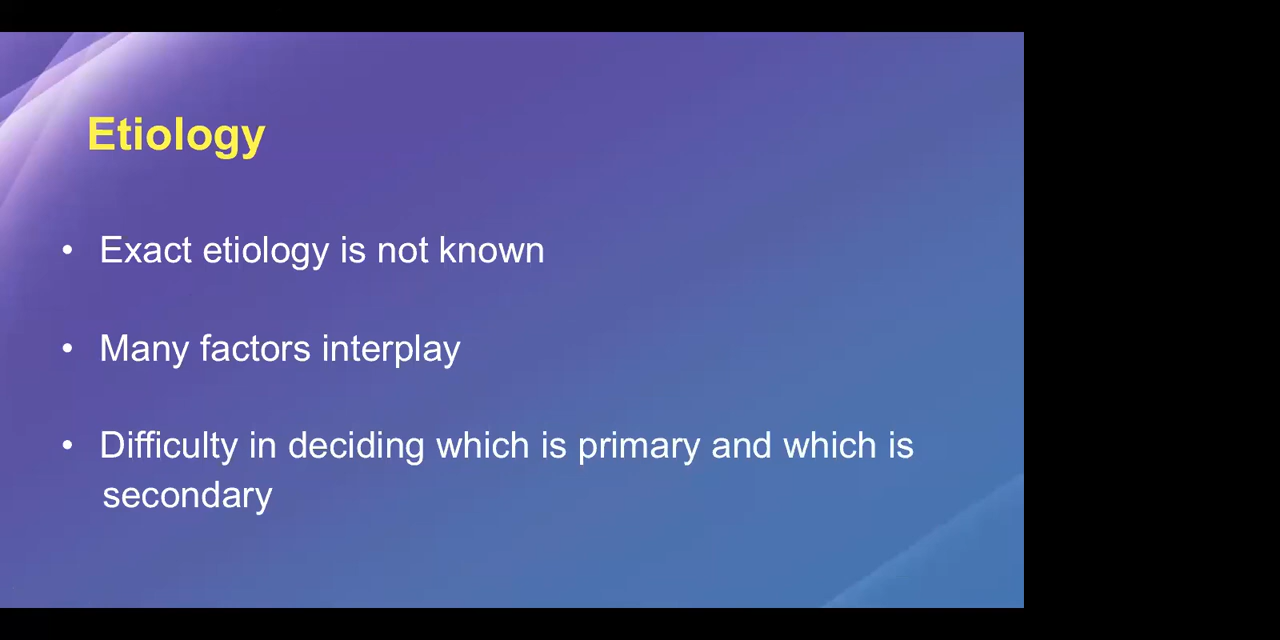 Etiology
• Exact etiology is not known
• Many factors interplay
• Difficulty in deciding which is primary and which is
secondary